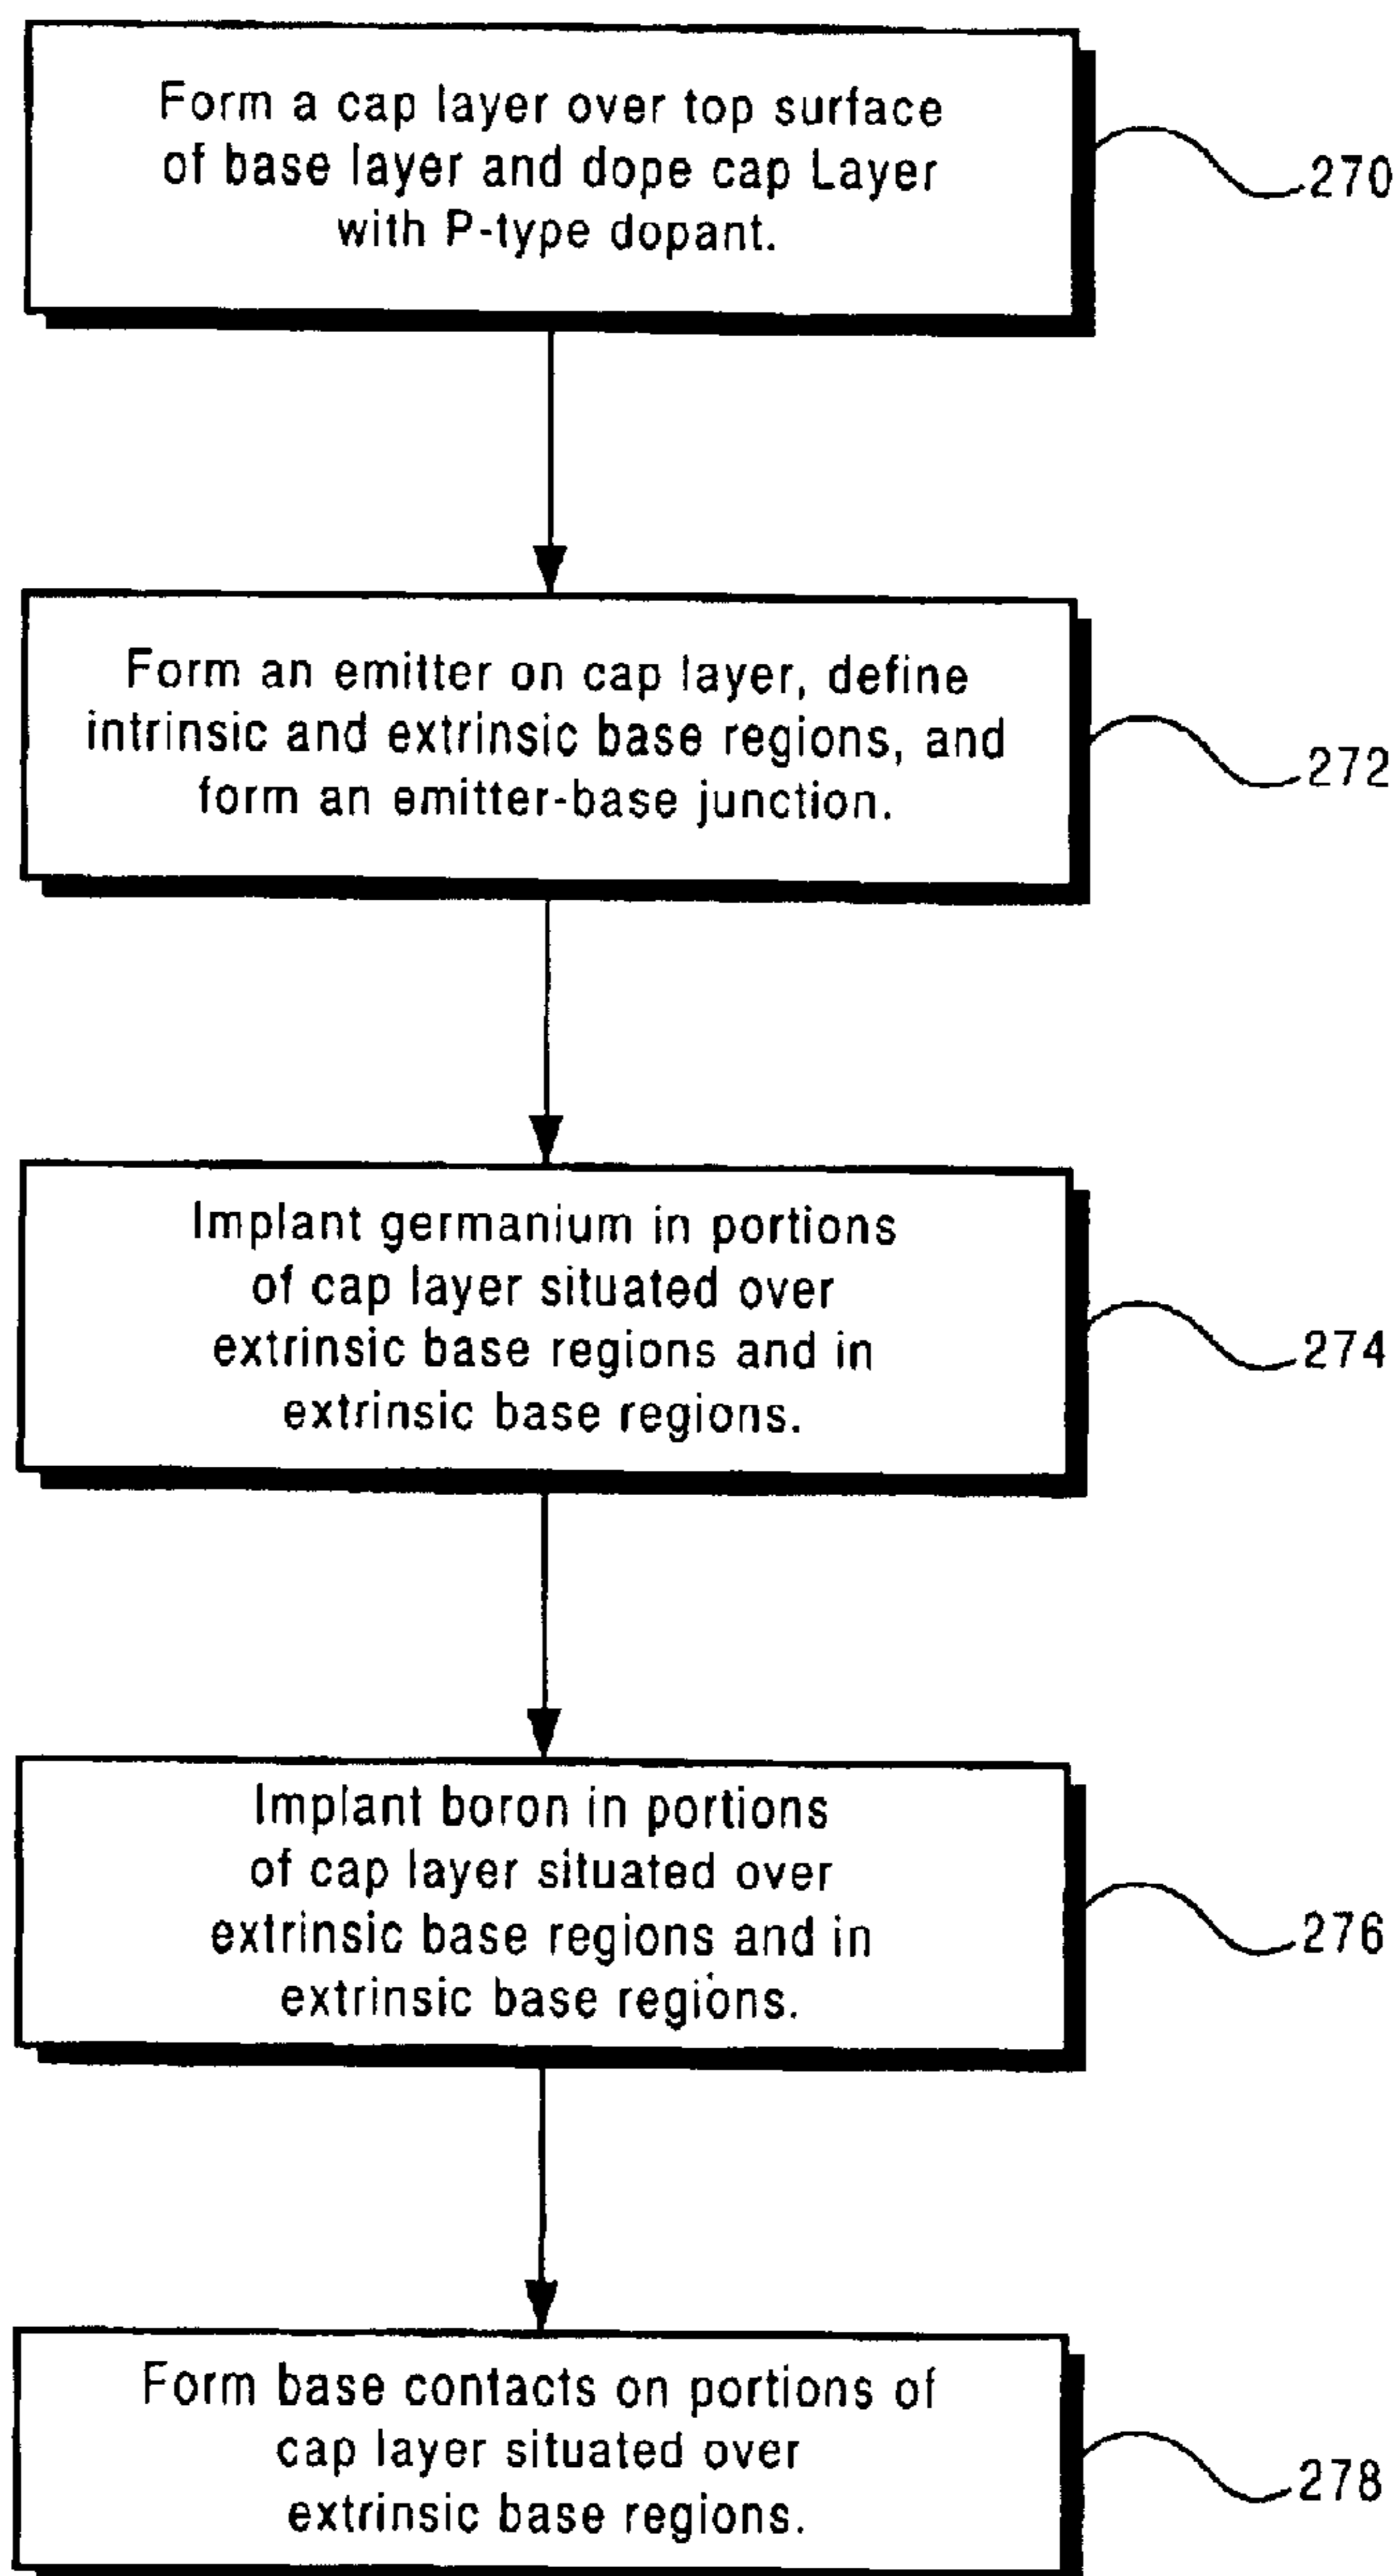 Form a cap layer over top surface
of base layer and dope cap Layer
with P-type dopant.
270
Form an emitter on cap layer, define
intrinsic and extrinsic base regions, and
form an emitter-base junction.
272
Implant germanium in portions
of cap layer situated over
extrinsic base regions and in
extrinsic base regions.
274
Implant boron in portions
of cap layer situated over
extrinsic base regions and in
extrinsic base regions.
276
Form base contacts on portions of
cap layer situated over
extrinsic base regions.
278